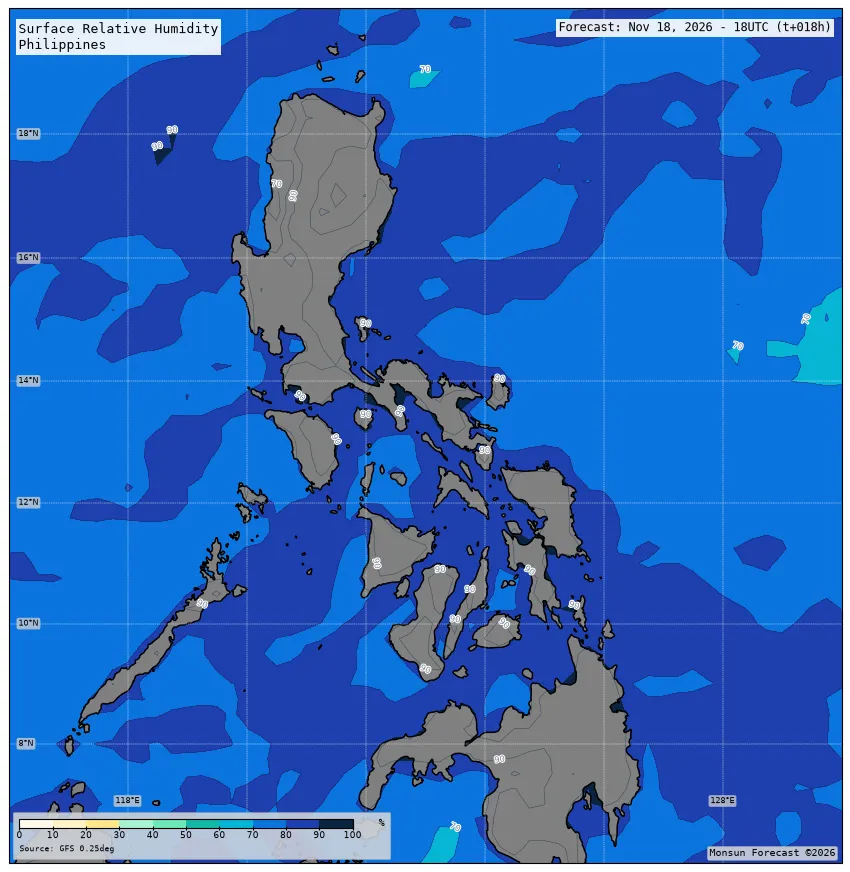 Surface Relative Humidity
Philippines
Forecast: Nov 18, 2026 - 18UTC (t+018h)
70
90
18°N
90
70
90
16°N
90
70
70
14°N
90
90
90
90
90
90
12°N
90
90
90
90
90
90
10°N
90
90
90
8°N
90
118°E
128°E
70
%
0 10 20 30 40 50 60 70 80 90 100
Source: GFS 0.25deg
Monsun Forecast ©2026